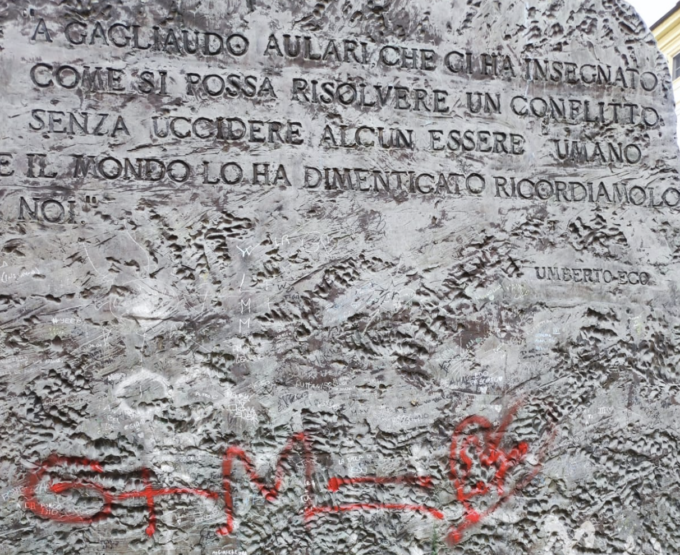 "A GAGLIAUDO AULARI CHE CI HA INSEGNATO
COME SI POSSA RISOLVERE UN CONFLITTO
SENZA UCCIDERE ALCUN ESSERE UMANO
E IL MONDO LO HA DIMENTICATO RICORDIAMOLO
NOI"
UMBERTO ECO
G+M=